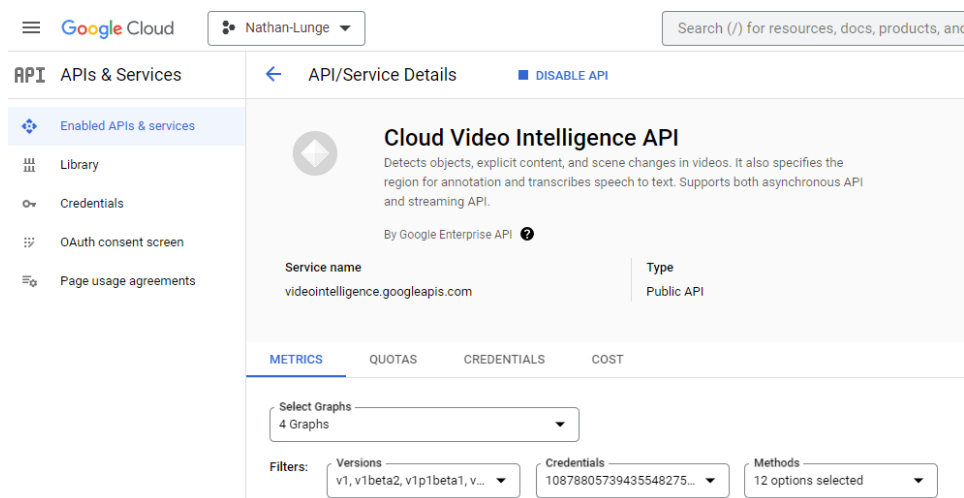 Google Cloud
Nathan-Lunge
Search (/) for resources, docs, products, and
API APIs & Services
API/Service Details
DISABLE API
Enabled APIs & services
Library
Credentials
OAuth consent screen
Page usage agreements
Cloud Video Intelligence API
Detects objects, explicit content, and scene changes in videos. It also specifies the
region for annotation and transcribes speech to text. Supports both asynchronous API
and streaming API.
By Google Enterprise API ?
Service name
videointelligence.googleapis.com
Type
Public API
METRICS QUOTAS CREDENTIALS COST
Select Graphs
4 Graphs
Filters:
Versions
v1, v1beta2, v1p1beta1, v...
Credentials
10878805739435548275...
Methods
12 options selected